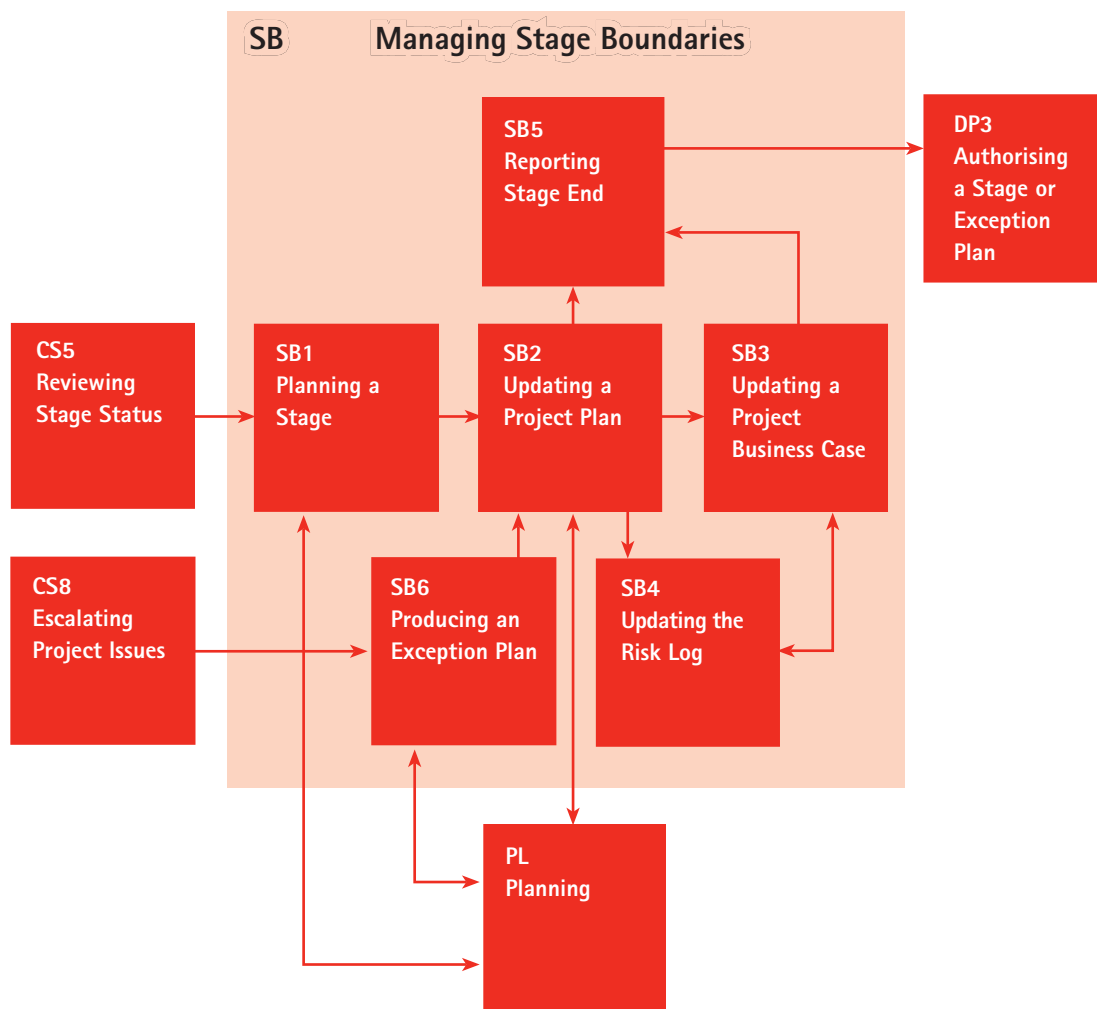 SB Managing Stage Boundaries
SB5
Reporting
Stage End
DP3
Authorising
a Stage or
Exception
Plan
CS5
Reviewing
Stage Status
SB1
Planning a
Stage
SB2
Updating a
Project Plan
SB3
Updating a
Project
Business Case
CS8
Escalating
Project Issues
SB6
Producing an
Exception Plan
SB4
Updating the
Risk Log
PL
Planning